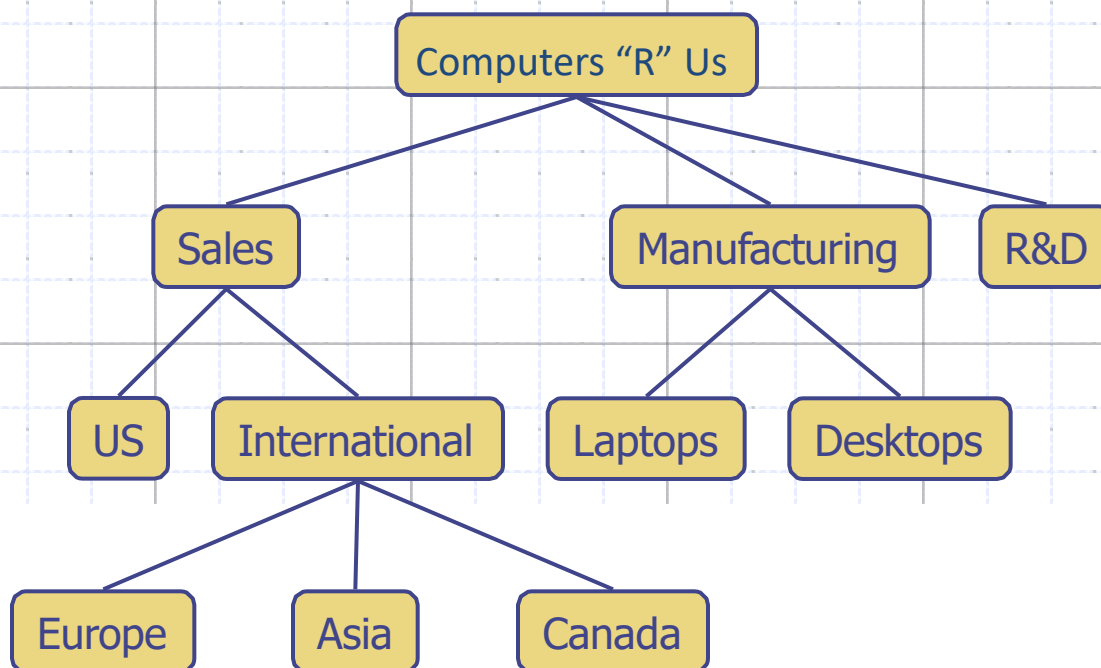 Computers “R” Us
Sales
Manufacturing
R&D
US
International
Laptops
Desktops
Europe
Asia
Canada